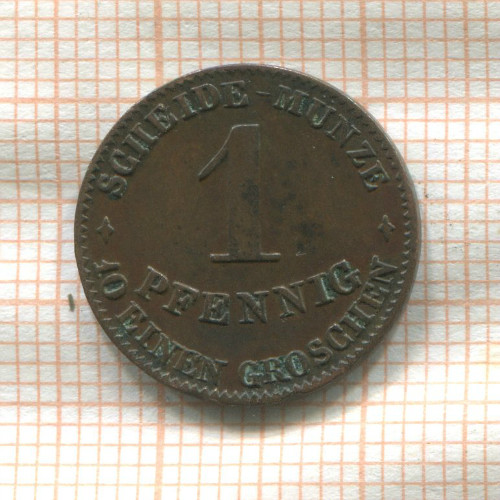 SCHEIDE-MÜNZE
1
PFENNIG
10 EINEN GROSCHEN